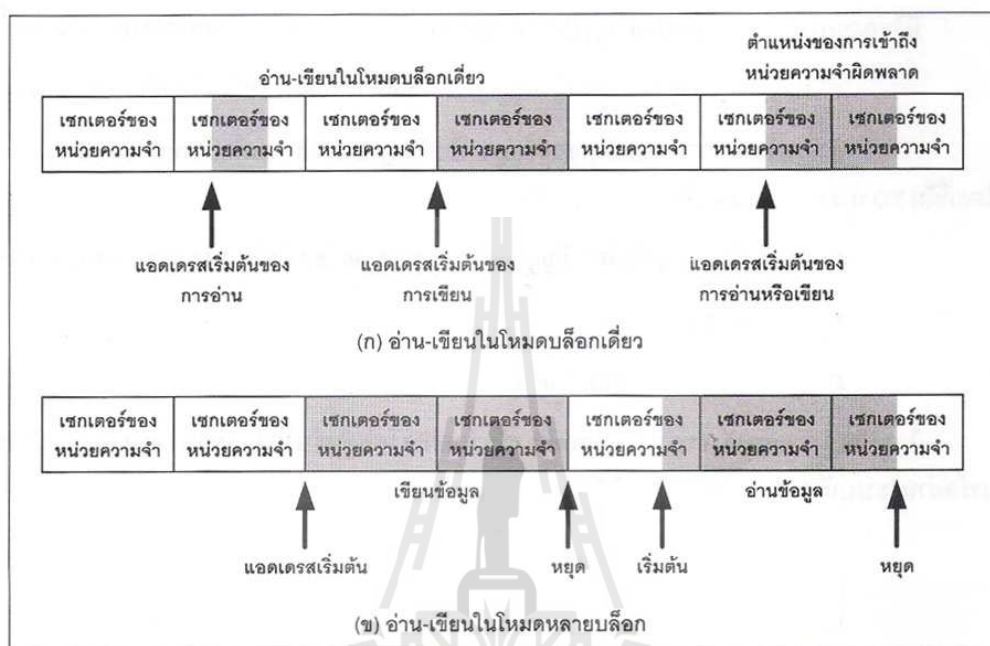 ตำแหน่งของการเข้าถึง
อ่าน-เขียนในโหมดบล็อกเดี่ยว
หน่วยความจำผิดพลาด
เซกเตอร์ของ เซกเตอร์ของ เซกเตอร์ของ เซกเตอร์ของ เซกเตอร์ของ เซกเตอร์ของ เซกเตอร์ของ
หน่วยความจำ หน่วยความจำ หน่วยความจำ หน่วยความจำ หน่วยความจำ หน่วยความจำ หน่วยความจำ
แอดเดรสเริ่มต้นของ แอดเดรสเริ่มต้นของ แอดเดรสเริ่มต้นของ
การอ่าน การเขียน การอ่านหรือเขียน
(ก) อ่าน-เขียนในโหมดบล็อกเดี่ยว
เซกเตอร์ของ เซกเตอร์ของ เซกเตอร์ของ เซกเตอร์ของ เซกเตอร์ของ เซกเตอร์ของ เซกเตอร์ของ
หน่วยความจำ หน่วยความจำ หน่วยความจำ หน่วยความจำ หน่วยความจำ หน่วยความจำ หน่วยความจำ
เขียนข้อมูล อ่านข้อมูล
แอดเดรสเริ่มต้น หยุด เริ่มต้น หยุด
(ข) อ่าน-เขียนในโหมดหลายบล็อก